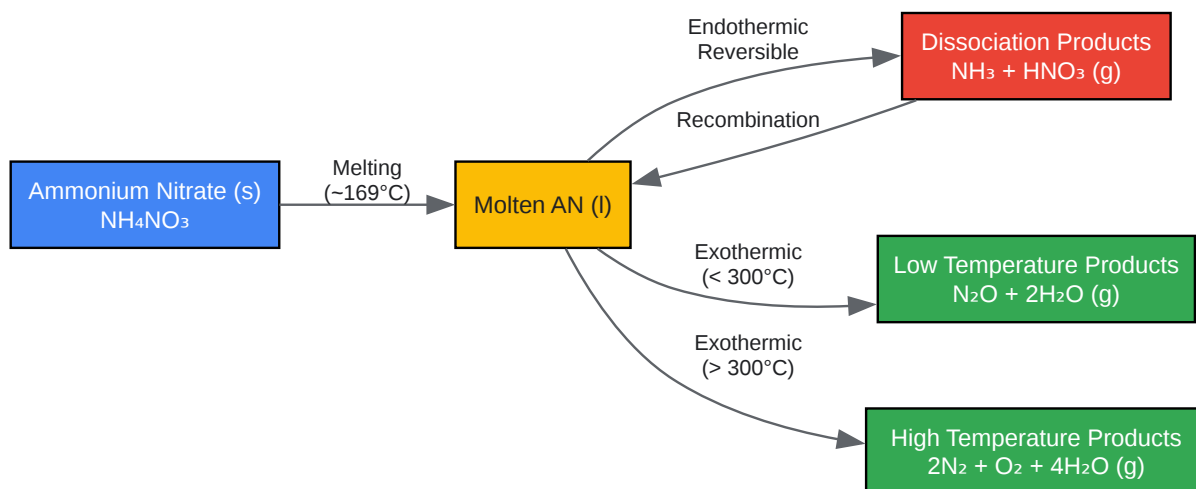 Ammonium Nitrate (s)
NH₄NO₃
Melting
(~169°C)
Molten AN (l)
Endothermic
Reversible
Recombination
Dissociation Products
NH₃ + HNO₃ (g)
Exothermic
(< 300°C)
Low Temperature Products
N₂O + 2H₂O (g)
Exothermic
(> 300°C)
High Temperature Products
2N₂ + O₂ + 4H₂O (g)